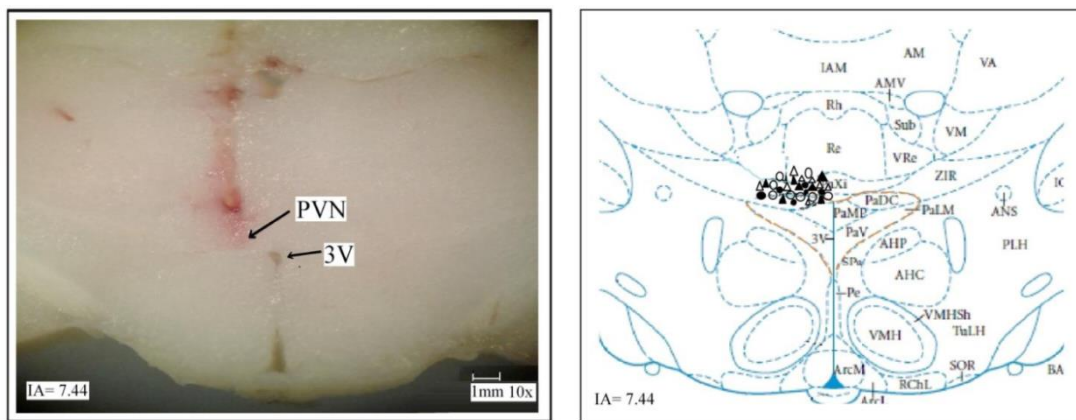 PVN
3V
IA= 7.44
1mm 10x
AM
VA
IAM
AMV
Rh
Sub
VM
Re
VRe
ZIR
PaDC
PaMP
PaLM
ANS
PaV
3V
AHP
PLH
SPa
AHC
Pe
VMHSh
VMH
TuLH
SOR
ArcM
RChL
BA
IA= 7.44